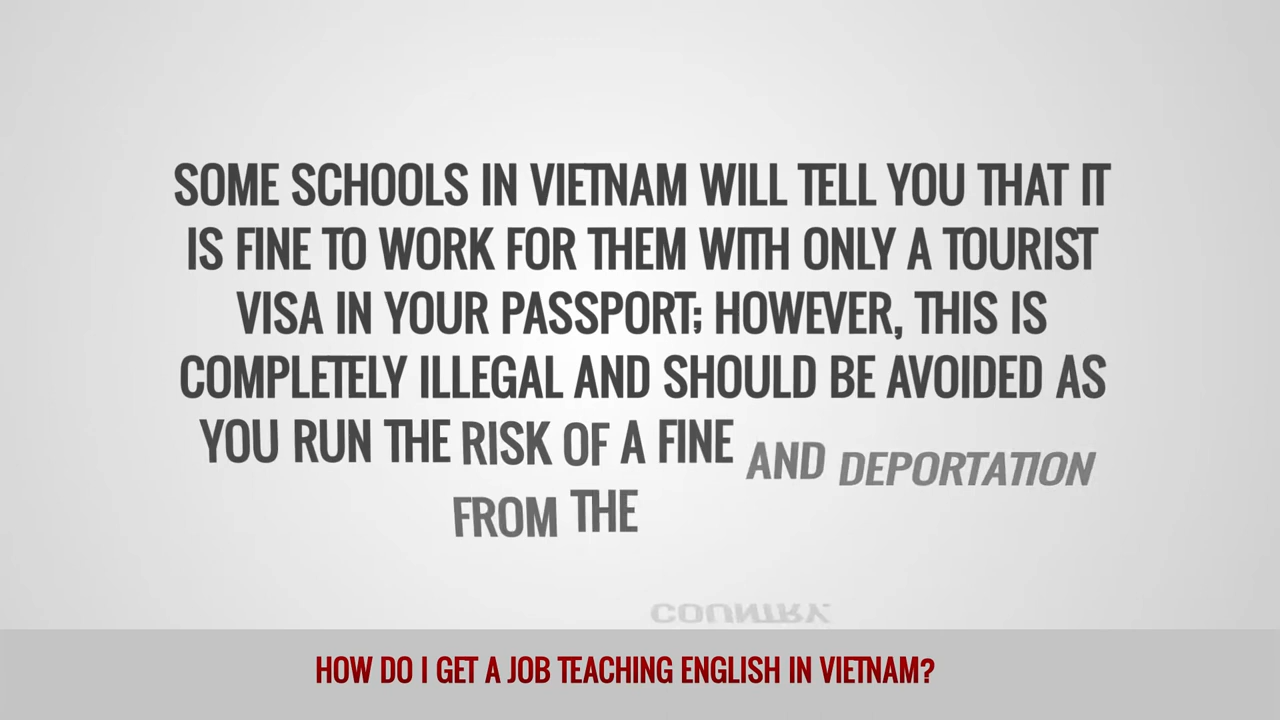 SOME SCHOOLS IN VIETNAM WILL TELL YOU THAT IT
IS FINE TO WORK FOR THEM WITH ONLY A TOURIST
VISA IN YOUR PASSPORT; HOWEVER, THIS IS
COMPLETELY ILLEGAL AND SHOULD BE AVOIDED AS
YOU RUN THE RISK OF A FINE AND DEPORTATION
FROM THE
COUNTRY.
HOW DO I GET A JOB TEACHING ENGLISH IN VIETNAM?